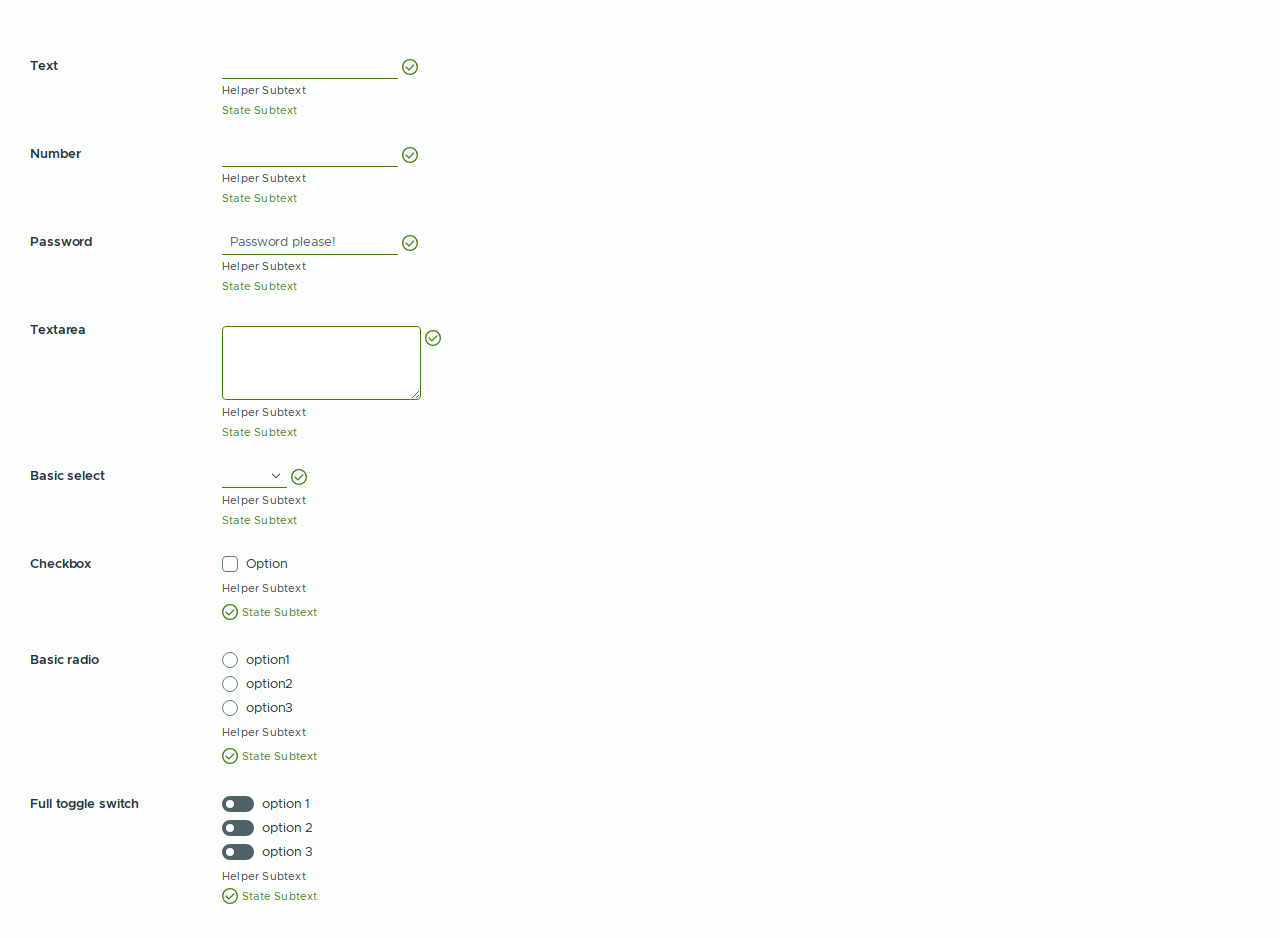 Text
Helper Subtext
State Subtext
Number
Helper Subtext
State Subtext
Password
Password please!
Helper Subtext
State Subtext
Textarea
Helper Subtext
State Subtext
Basic select
Helper Subtext
State Subtext
Checkbox
Option
Helper Subtext
State Subtext
Basic radio
option1
option2
option3
Helper Subtext
State Subtext
Full toggle switch
option 1
option 2
option 3
Helper Subtext
State Subtext